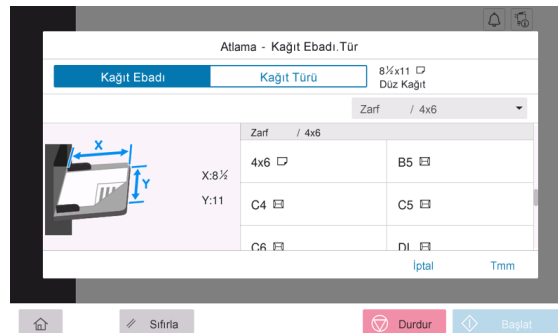 Atlama - Kağıt Ebadı.Tür
Kağıt Ebadı
Kağıt Türü
8½x11
Düz Kağıt
Zarf / 4x6
Zarf / 4x6
X
Y
X:8½
Y:11
4x6
B5
C4
C5
C6
DL
İptal
Tmm
Sıfırla
Durdur
Başlat